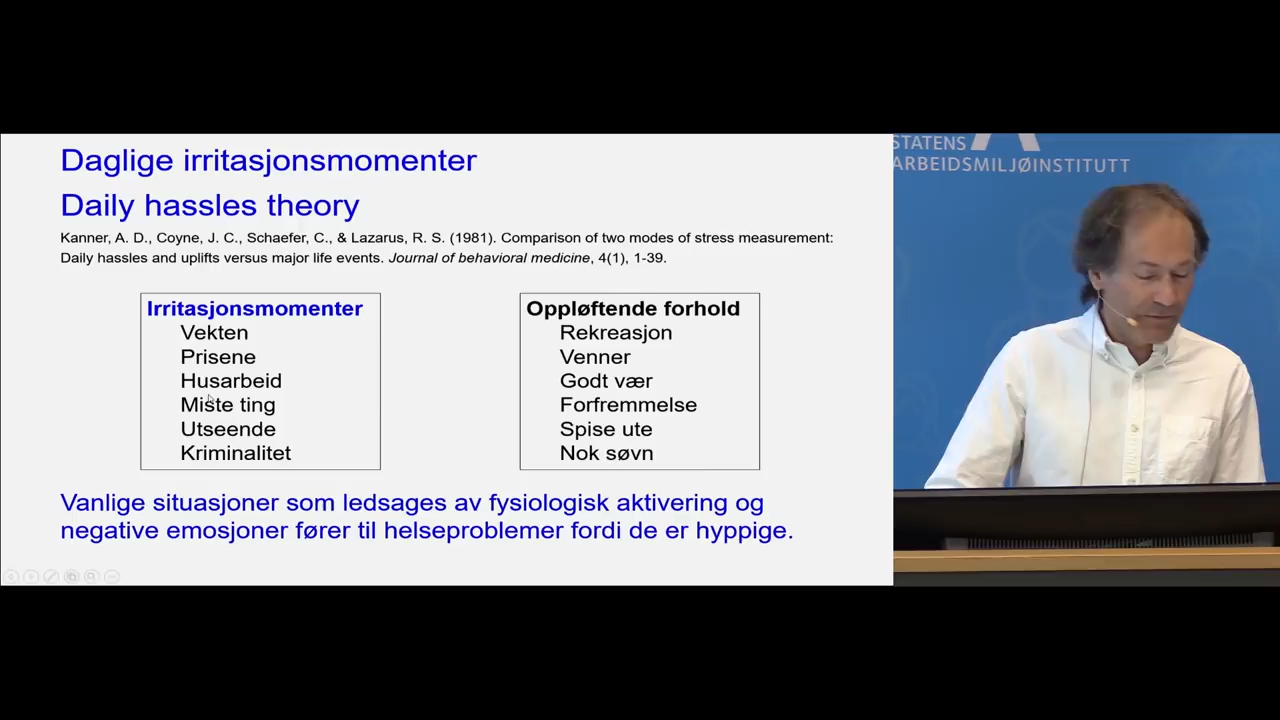 Daglige irritasjonsmomenter
Daily hassles theory
Kanner, A. D., Coyne, J. C., Schaefer, C., & Lazarus, R. S. (1981). Comparison of two modes of stress measurement:
Daily hassles and uplifts versus major life events. Journal of behavioral medicine, 4(1), 1-39.
Irritasjonsmomenter
Vekten
Prisene
Husarbeid
Miste ting
Utseende
Kriminalitet
Oppløftende forhold
Rekreasjon
Venner
Godt vær
Forfremmelse
Spise ute
Nok søvn
Vanlige situasjoner som ledsages av fysiologisk aktivering og
negative emosjoner fører til helseproblemer fordi de er hyppige.
STATENS
ARBEIDSMILJØINSTITUTT